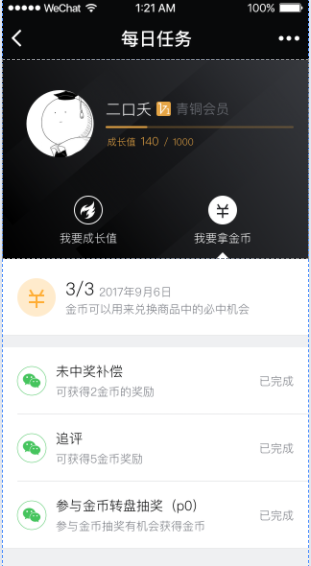 WeChat 1:21 AM 100%
每日任务
二口夭 青铜会员
成长值 140 / 1000
我要成长值 我要拿金币
3/3 2017年9月6日
金币可以用来兑换商品中的必中机会
未中奖补偿
可获得2金币的奖励
已完成
追评
可获得5金币奖励
已完成
参与金币转盘抽奖（p0）
参与金币抽奖有机会获得金币
已完成